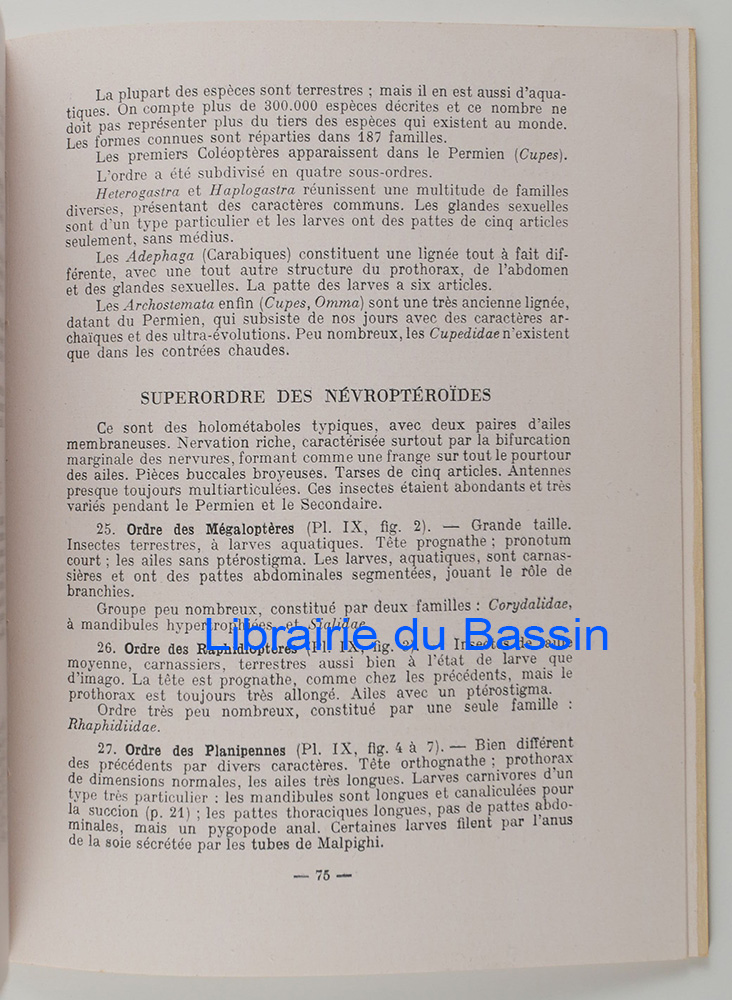 La plupart des espèces sont terrestres ; mais il en est aussi d'aqua-
tiques. On compte plus de 300.000 espèces décrites et ce nombre ne
doit pas représenter plus du tiers des espèces qui existent au monde.
Les formes connues sont réparties dans 187 familles.
Les premiers Coléoptères apparaissent dans le Permien (Cupes).
L'ordre a été subdivisé en quatre sous-ordres.
Heterogastra et Haplogastra réunissent une multitude de familles
diverses, présentant des caractères communs. Les glandes sexuelles
sont d'un type particulier et les larves ont des pattes de cinq articles
seulement, sans médius.
Les Adephaga (Carabiques) constituent une lignée tout à fait dif-
férente, avec une tout autre structure du prothorax, de l'abdomen
et des glandes sexuelles. La patte des larves a six articles.
Les Archostemata enfin (Cupes, Omma) sont une très ancienne lignée,
datant du Permien, qui subsiste de nos jours avec des caractères ar-
chaïques et des ultra-évolutions. Peu nombreux, les Cupedidae n'existent
que dans les contrées chaudes.
SUPERORDRE DES NÉVROPTÉROÏDES
Ce sont des holométaboles typiques, avec deux paires d'ailes
membraneuses. Nervation riche, caractérisée surtout par la bifurcation
marginale des nervures, formant comme une frange sur tout le pourtour
des ailes. Pièces buccales broyeuses. Tarses de cinq articles. Antennes
presque toujours multiarticulées. Ces insectes étaient abondants et très
variés pendant le Permien et le Secondaire.
25. Ordre des Mégaloptères (Pl. IX, fig. 2). — Grande taille.
Insectes terrestres, à larves aquatiques. Tête prognathe ; pronotum
court ; les ailes sans ptérostigma. Les larves, aquatiques, sont carnas-
sières et ont des pattes abdominales segmentées, jouant le rôle de
branchies.
Groupe peu nombreux, constitué par deux familles : Corydalidae,
à mandibules hypertrophiées, et Sialidae.
Librairie du Bassin
26. Ordre des Raphidioptères (Pl. IX, fig. 3). — Insectes de taille
moyenne, carnassiers, terrestres aussi bien à l'état de larve que
d'imago. La tête est prognathe, comme chez les précédents, mais le
prothorax est toujours très allongé. Ailes avec un ptérostigma.
Ordre très peu nombreux, constitué par une seule famille :
Rhaphidiidae.
27. Ordre des Planipennes (Pl. IX, fig. 4 à 7). — Bien différent
des précédents par divers caractères. Tête orthognathe ; prothorax
de dimensions normales, les ailes très longues. Larves carnivores d'un
type très particulier : les mandibules sont longues et canaliculées pour
la succion (p. 21) ; les pattes thoraciques longues, pas de pattes abdo-
minales, mais un pygopode anal. Certaines larves filent par l'anus
de la soie sécrétée par les tubes de Malpighi.
— 75 —